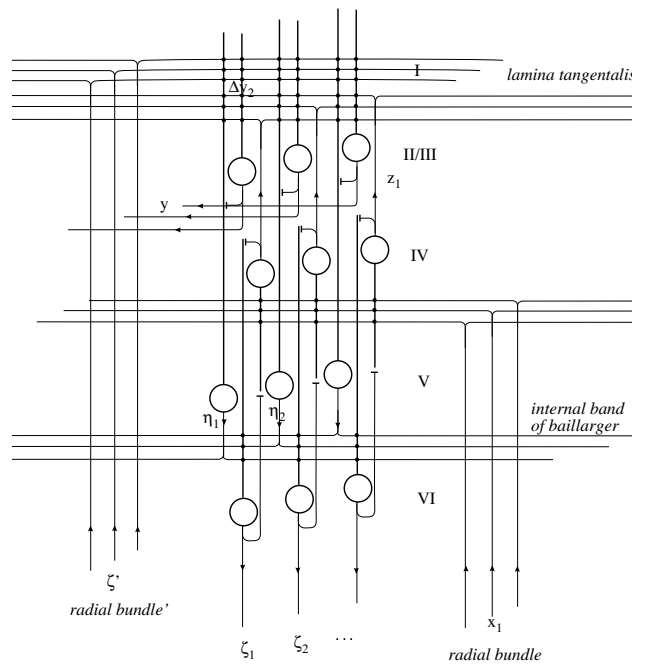 I
lamina tangentalis
Δy₂
II/III
z₁
y
IV
V
η₁
η₂
internal band
of baillarger
VI
ζ’
radial bundle’
x₁
ζ₁
ζ₂
...
radial bundle